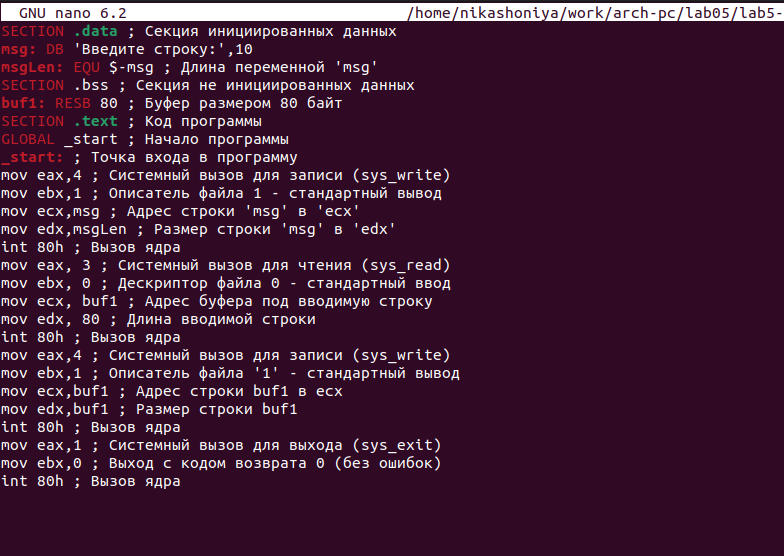 GNU nano 6.2 /home/nikashoniya/work/arch-pc/lab05/lab5-
SECTION .data ; Секция инициированных данных
msg: DB 'Введите строку:',10
msgLen: EQU $-msg ; Длина переменной 'msg'
SECTION .bss ; Секция не инициированных данных
buf1: RESB 80 ; Буфер размером 80 байт
SECTION .text ; Код программы
GLOBAL _start ; Начало программы
_start: ; Точка входа в программу
mov eax,4 ; Системный вызов для записи (sys_write)
mov ebx,1 ; Описатель файла 1 - стандартный вывод
mov ecx,msg ; Адрес строки 'msg' в 'ecx'
mov edx,msgLen ; Размер строки 'msg' в 'edx'
int 80h ; Вызов ядра
mov eax, 3 ; Системный вызов для чтения (sys_read)
mov ebx, 0 ; Дескриптор файла 0 - стандартный ввод
mov ecx, buf1 ; Адрес буфера под вводимую строку
mov edx, 80 ; Длина вводимой строки
int 80h ; Вызов ядра
mov eax,4 ; Системный вызов для записи (sys_write)
mov ebx,1 ; Описатель файла '1' - стандартный вывод
mov ecx,buf1 ; Адрес строки buf1 в ecx
mov edx,buf1 ; Размер строки buf1
int 80h ; Вызов ядра
mov eax,1 ; Системный вызов для выхода (sys_exit)
mov ebx,0 ; Выход с кодом возврата 0 (без ошибок)
int 80h ; Вызов ядра